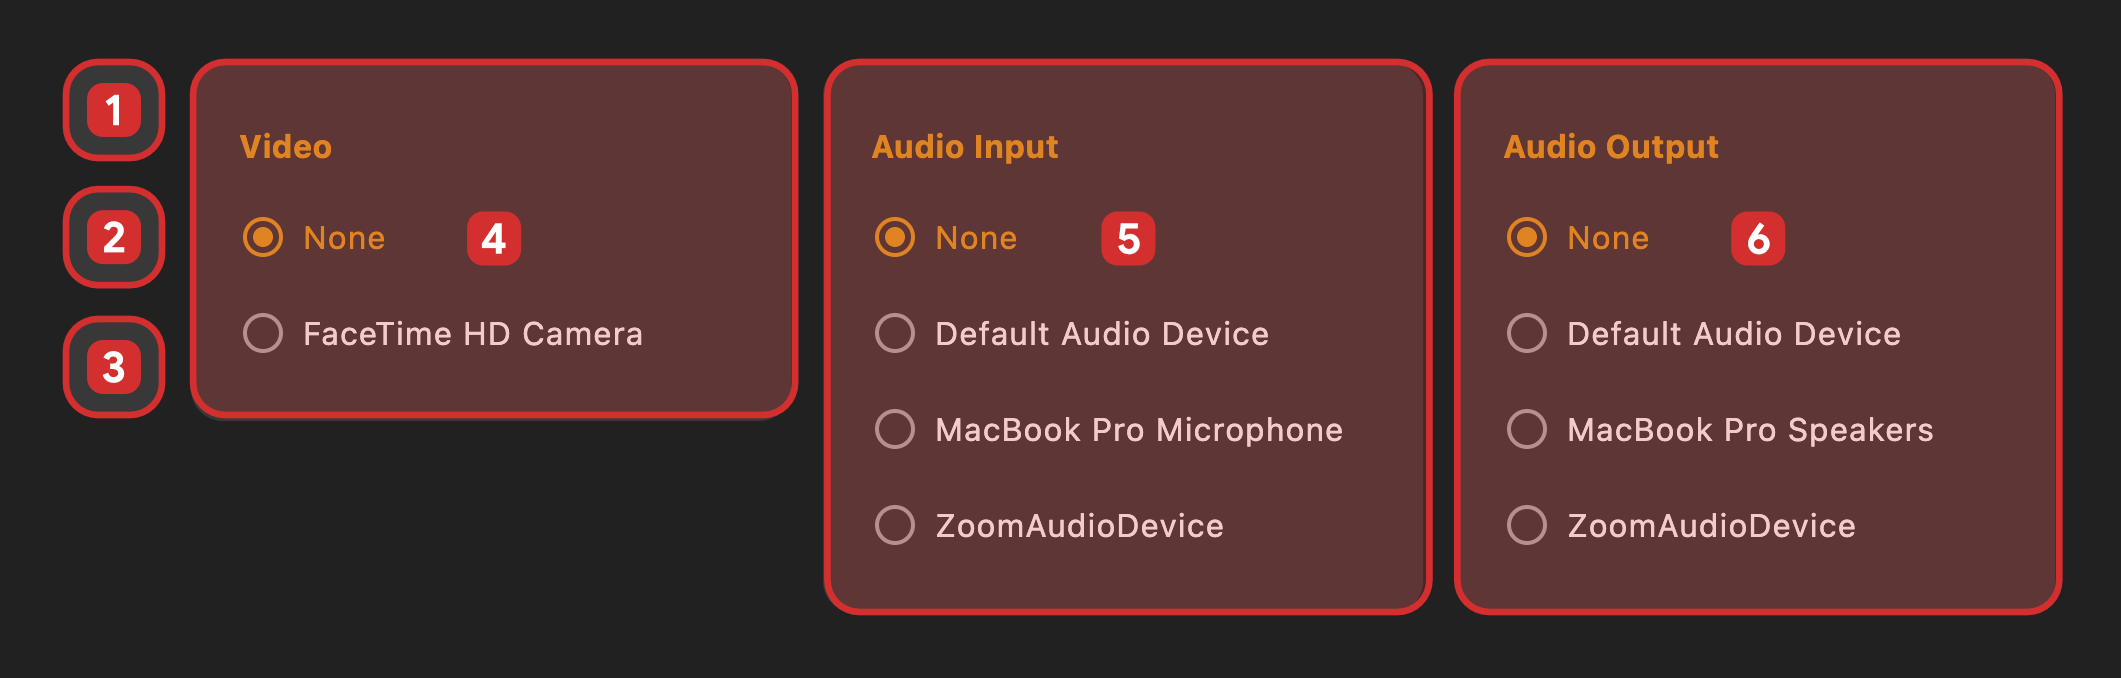 1
2
3
Video
None
4
FaceTime HD Camera
Audio Input
None
5
Default Audio Device
MacBook Pro Microphone
ZoomAudioDevice
Audio Output
None
6
Default Audio Device
MacBook Pro Speakers
ZoomAudioDevice